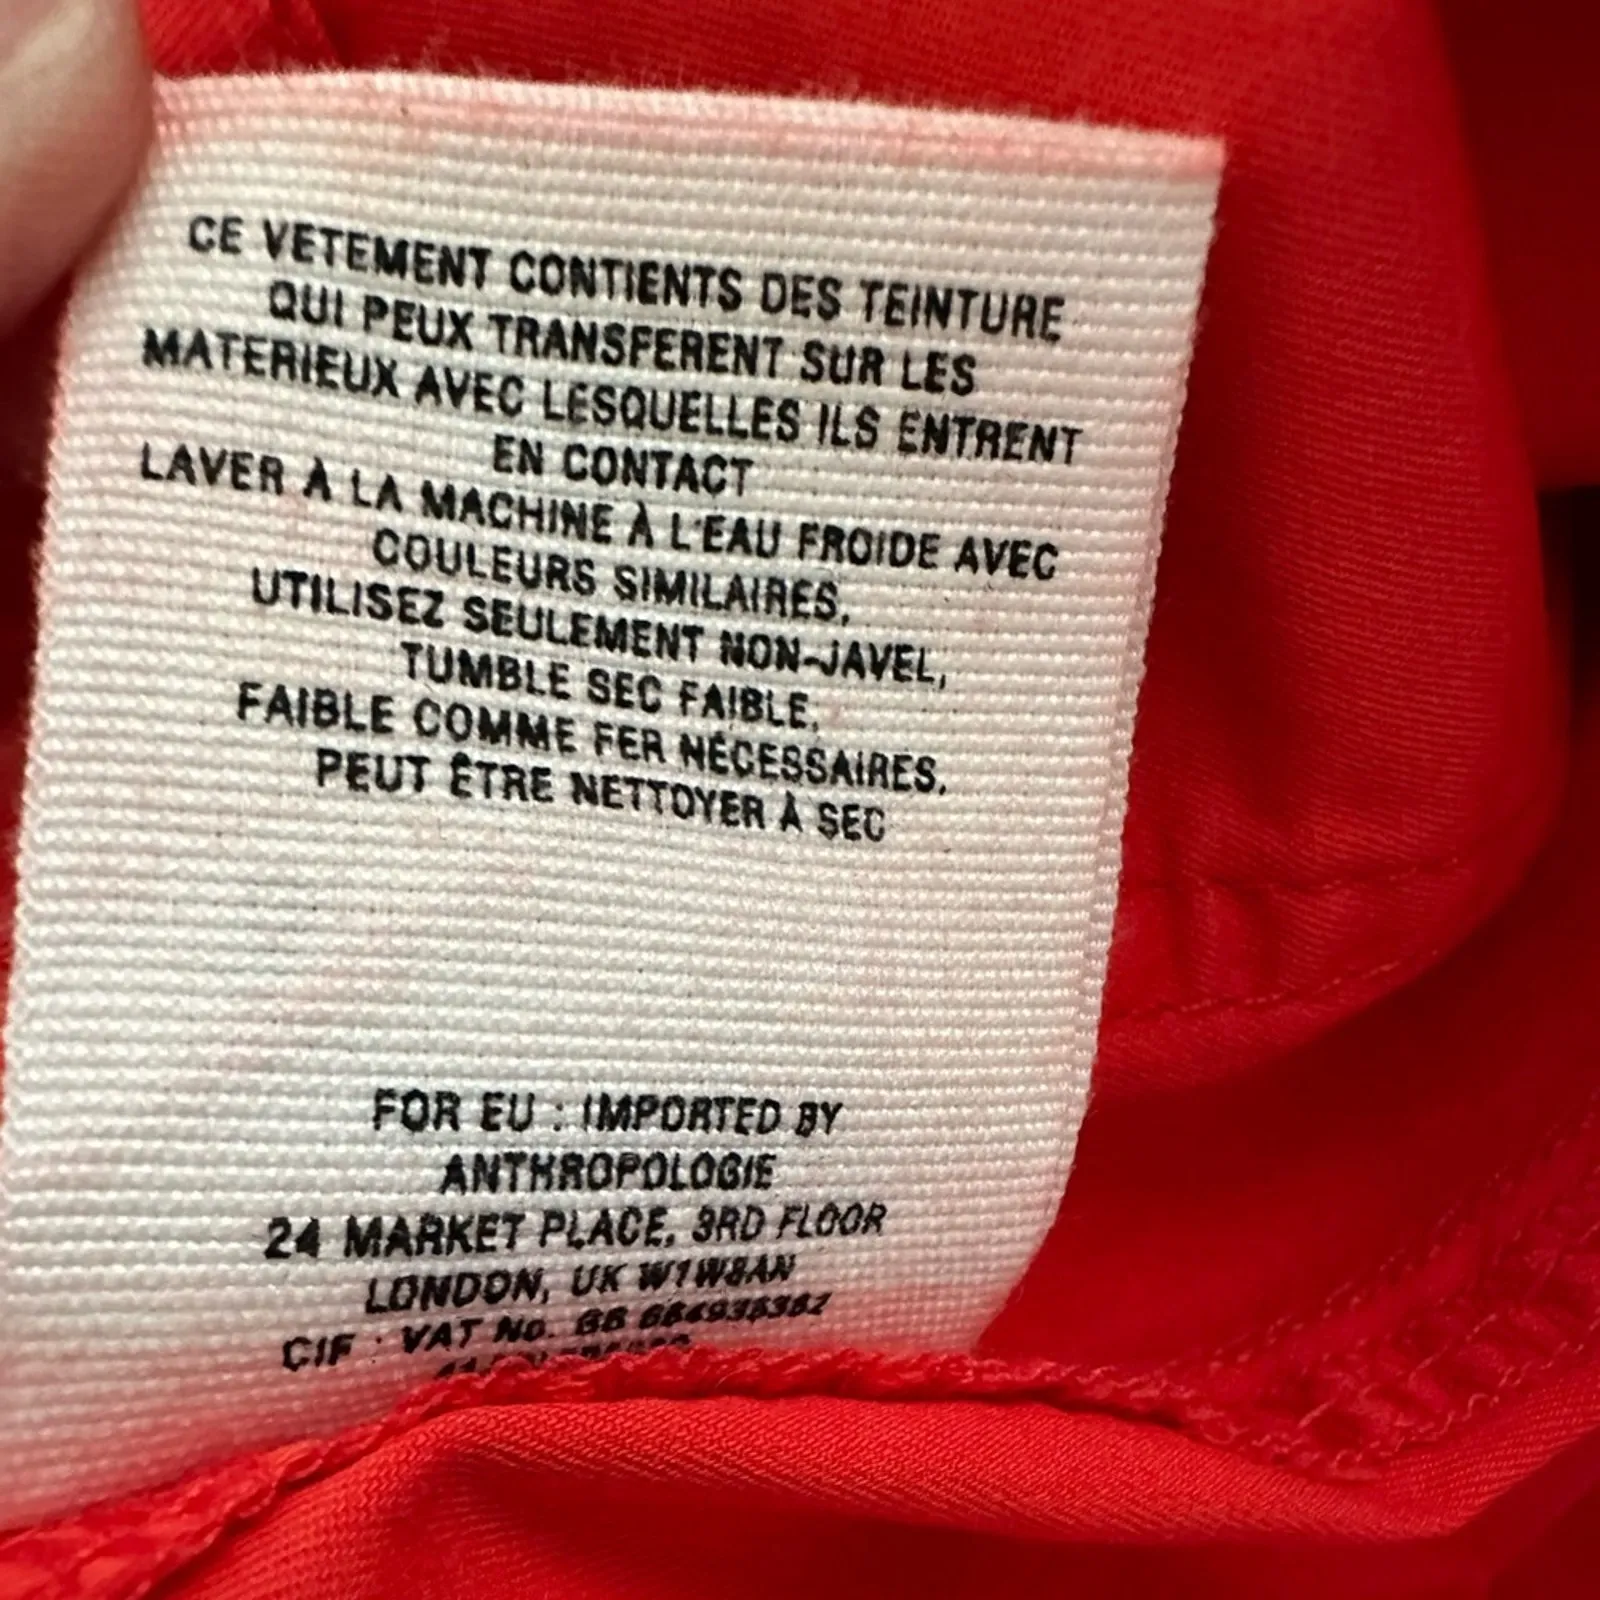 CE VETEMENT CONTIENTS DES TEINTURE
QUI PEUX TRANSFERENT SUR LES
MATERIEUX AVEC LESQUELLES ILS ENTRENT
EN CONTACT
LAVER À LA MACHINE À L'EAU FROIDE AVEC
COULEURS SIMILAIRES,
UTILISEZ SEULEMENT NON-JAVEL,
TUMBLE SEC FAIBLE,
FAIBLE COMME FER NÉCESSAIRES,
PEUT ÊTRE NETTOYER À SEC
FOR EU : IMPORTED BY
ANTHROPOLOGIE
24 MARKET PLACE, 3RD FLOOR
LONDON, UK W1W8AN
CIF : VAT No. GB